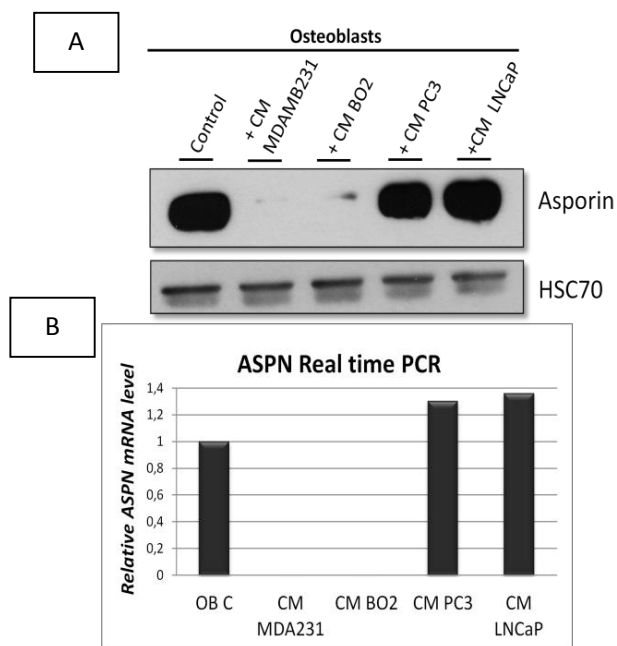 A
Osteoblasts
Control
+ CM
MDAMB231
+ CM BO2
+ CM PC3
+CM LNCaP
Asporin
HSC70
B
ASPN Real time PCR
Relative ASPN mRNA level
1,4
1,2
1
0,8
0,6
0,4
0,2
0
OB C
CM
MDA231
CM BO2
CM PC3
CM
LNCaP